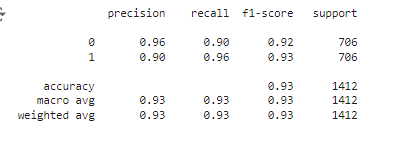 precision recall f1-score support
0 0.96 0.90 0.92 706
1 0.90 0.96 0.93 706
accuracy 0.93 1412
macro avg 0.93 0.93 0.93 1412
weighted avg 0.93 0.93 0.93 1412